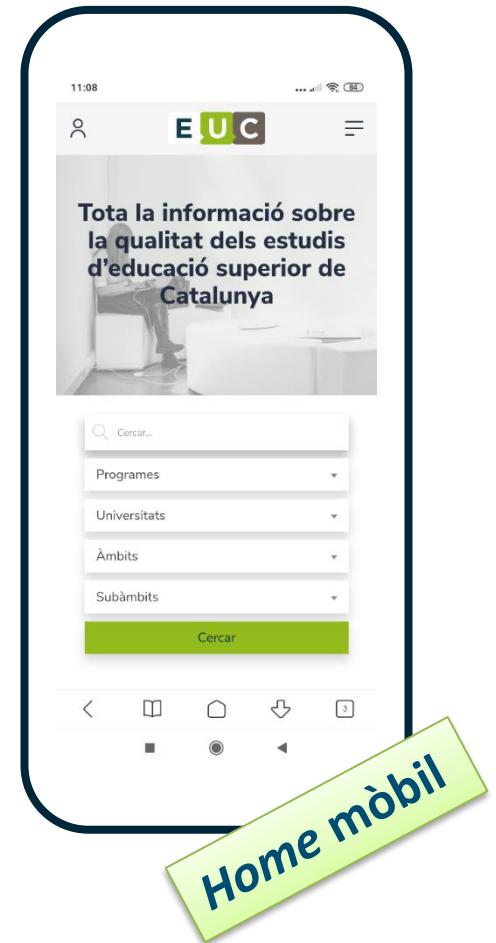 11:08
84
EUC
Tota la informació sobre
la qualitat dels estudis
d'educació superior de
Catalunya
Cercar...
Programes
Universitats
Àmbits
Subàmbits
Cercar
3
Home mòbil